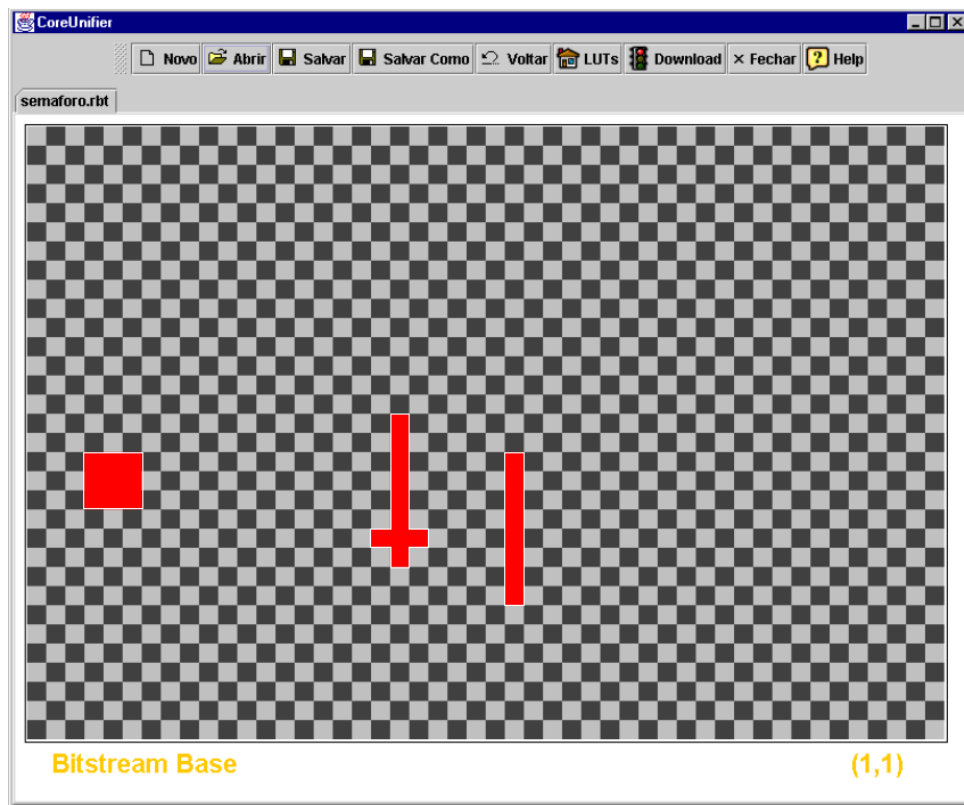 CoreUnifier
Novo Abrir Salvar Salvar Como Voltar LUTs Download Fechar ? Help
semaforo.rbt
Bitstream Base (1,1)